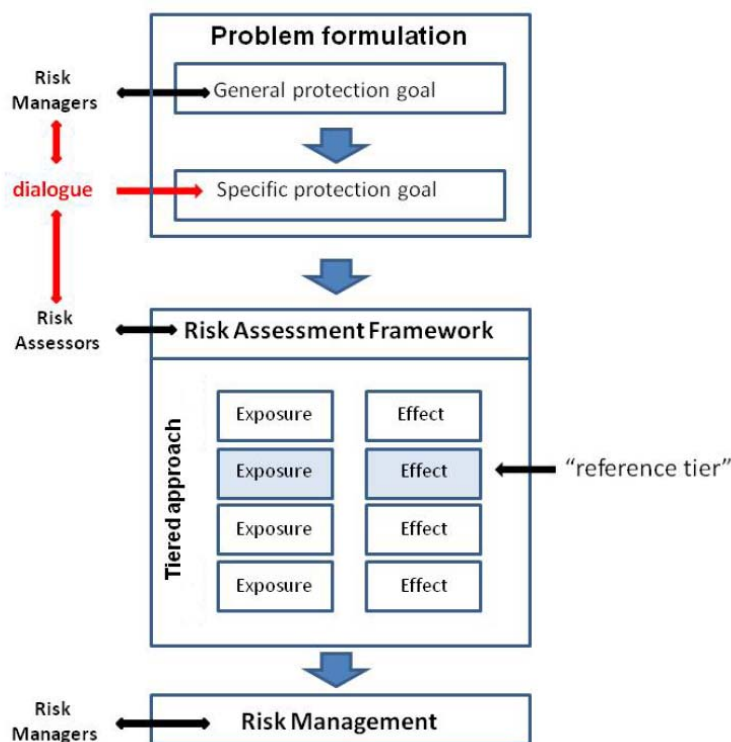 Problem formulation
Risk
Managers
General protection goal
dialogue
Specific protection goal
Risk
Assessors
Risk Assessment Framework
Tiered approach
Exposure
Effect
Exposure
Effect
“reference tier”
Exposure
Effect
Exposure
Effect
Risk
Managers
Risk Management